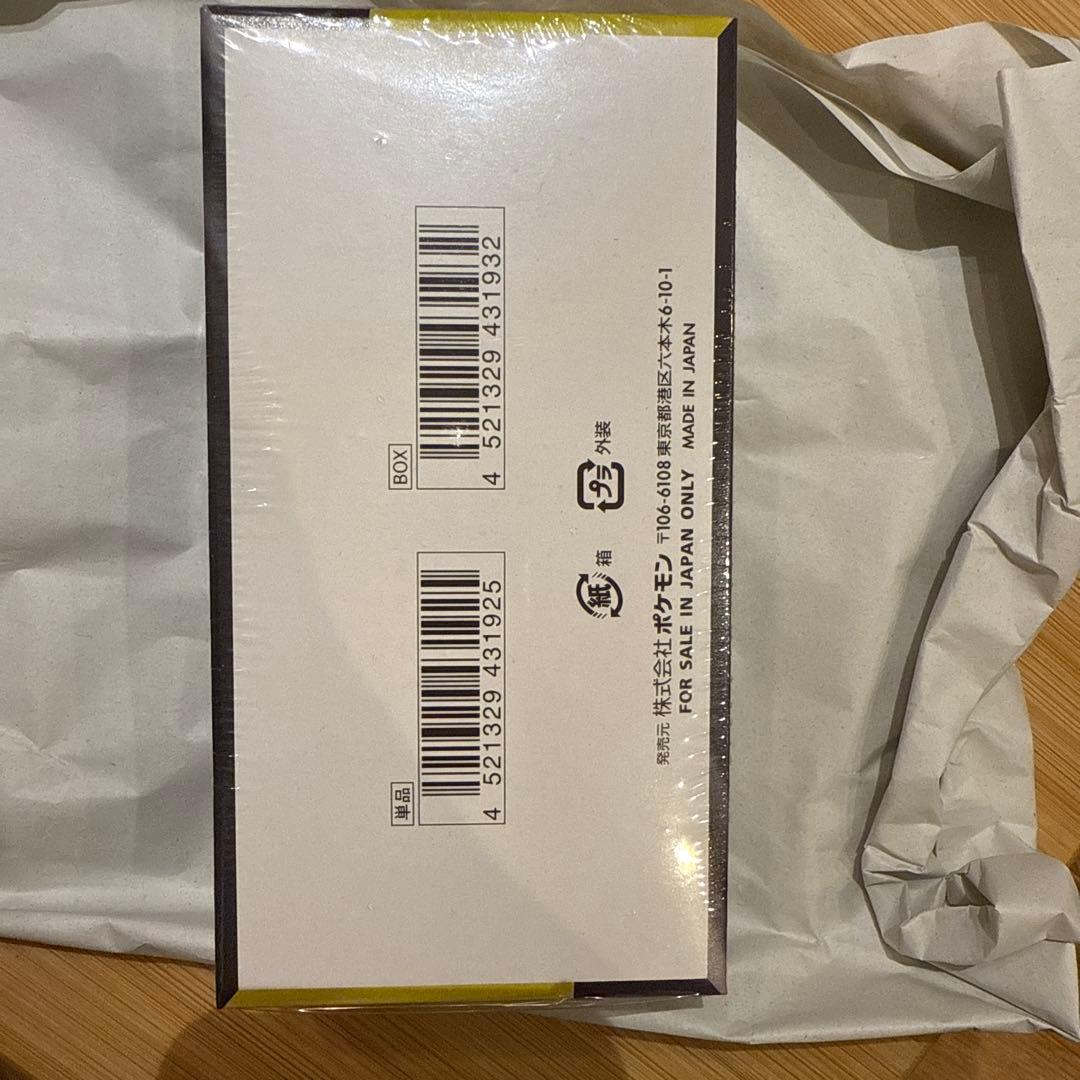 単品
4 521329 431925
BOX
4 521329 431932
紙 箱
プラ 外装
発売元 株式会社 ポケモン 〒106-6108 東京都港区六本木6-10-1
FOR SALE IN JAPAN ONLY MADE IN JAPAN